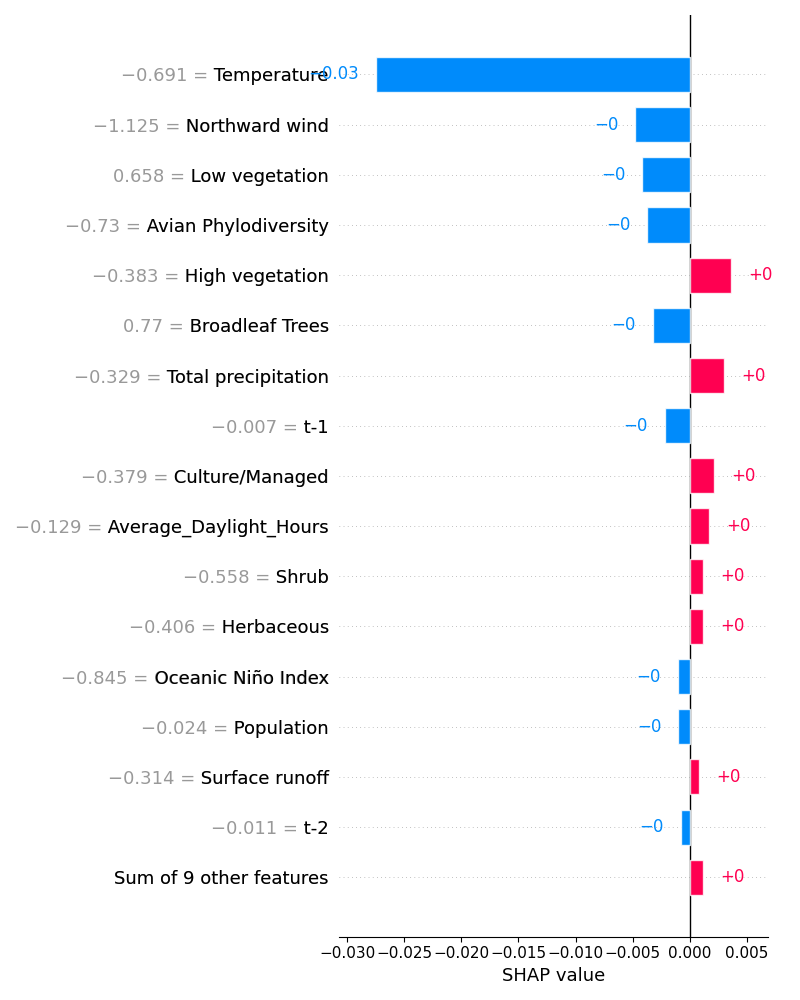 −0.691 = Temperature −0.03
−1.125 = Northward wind −0
0.658 = Low vegetation −0
−0.73 = Avian Phylodiversity −0
−0.383 = High vegetation +0
0.77 = Broadleaf Trees −0
−0.329 = Total precipitation +0
−0.007 = t-1 −0
−0.379 = Culture/Managed +0
−0.129 = Average_Daylight_Hours +0
−0.558 = Shrub +0
−0.406 = Herbaceous +0
−0.845 = Oceanic Niño Index −0
−0.024 = Population −0
−0.314 = Surface runoff +0
−0.011 = t-2 −0
Sum of 9 other features +0
−0.030 −0.025 −0.020 −0.015 −0.010 −0.005 0.000 0.005
SHAP value